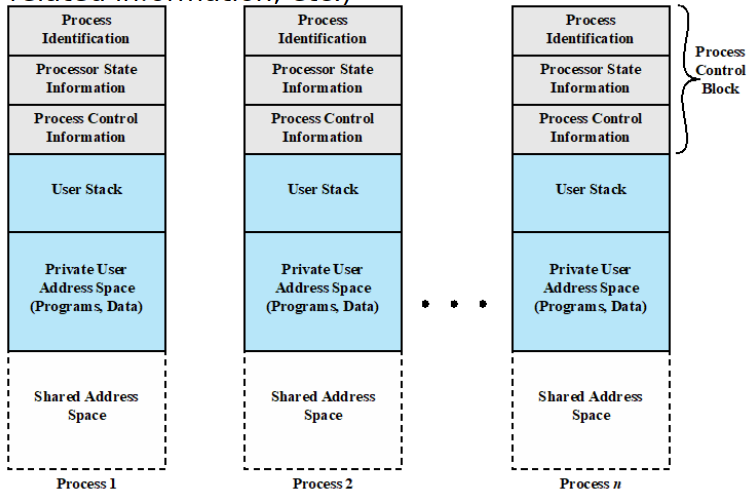 related information, etc.)
Process
Identification
Processor State
Information
Process Control
Information
User Stack
Private User
Address Space
(Programs, Data)
Shared Address
Space
Process 1
Process
Identification
Processor State
Information
Process Control
Information
User Stack
Private User
Address Space
(Programs, Data)
Shared Address
Space
Process 2
• • •
Process
Identification
Processor State
Information
Process Control
Information
User Stack
Private User
Address Space
(Programs, Data)
Shared Address
Space
Process n
Process
Control
Block